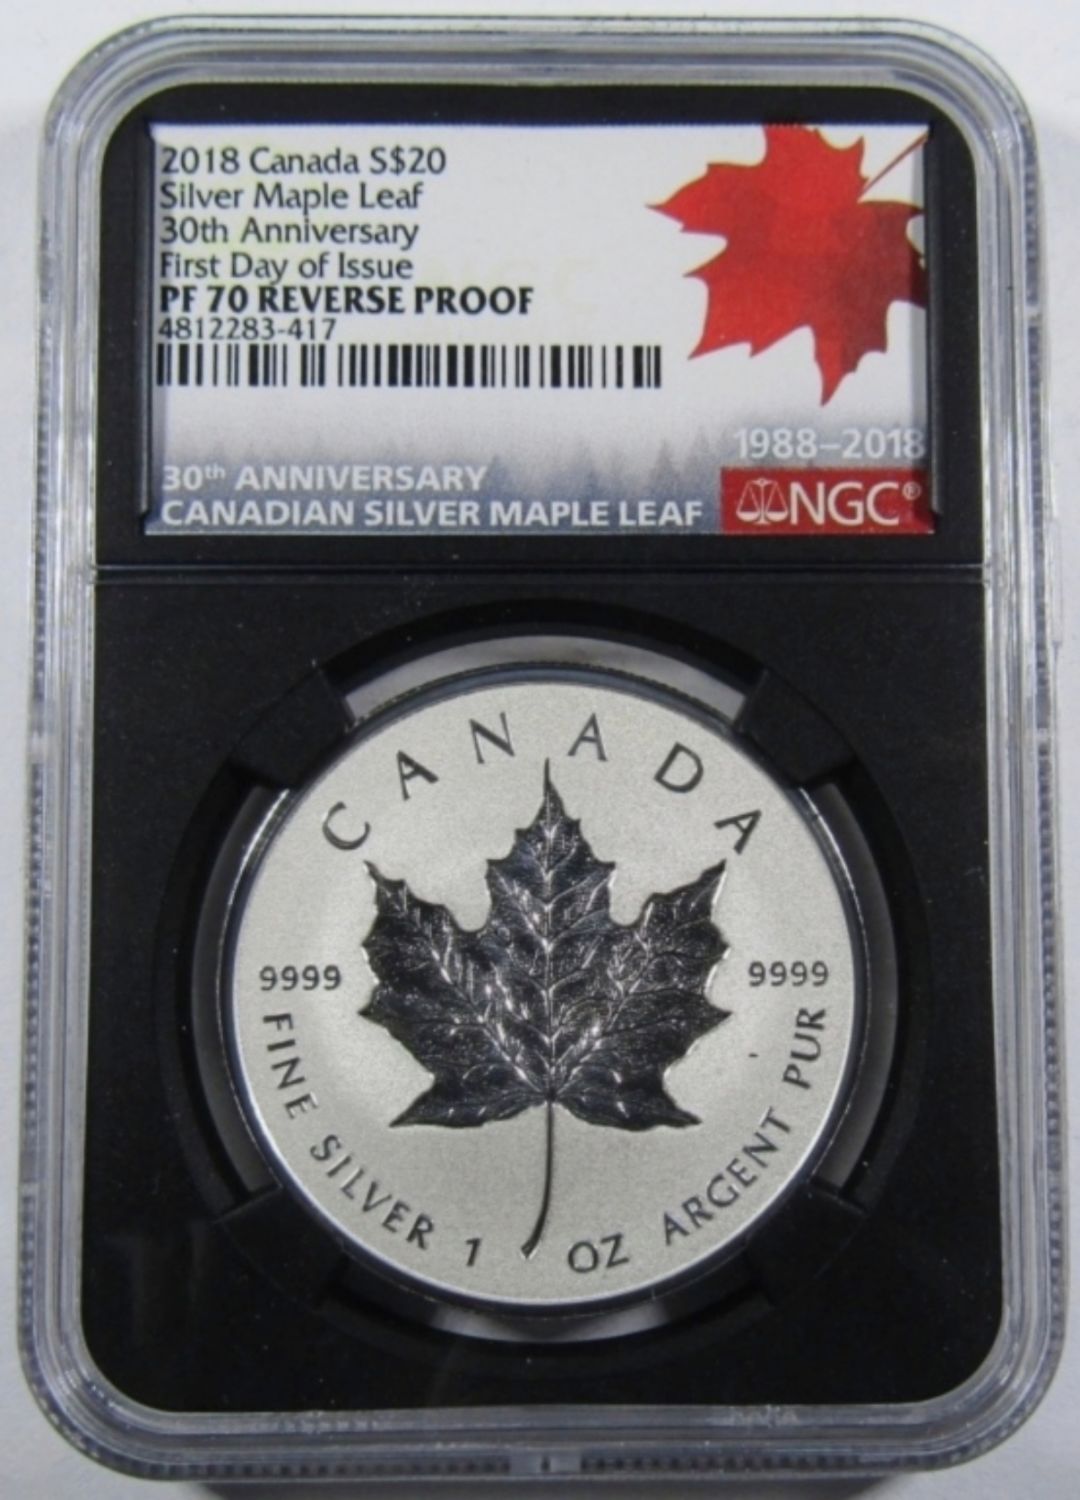 2018 Canada S$20
Silver Maple Leaf
30th Anniversary
First Day of Issue
PF 70 REVERSE PROOF
4812283-417
1988–2018
30th ANNIVERSARY
CANADIAN SILVER MAPLE LEAF
NGC®
CANADA
9999 9999
FINE SILVER 1 OZ ARGENT PUR